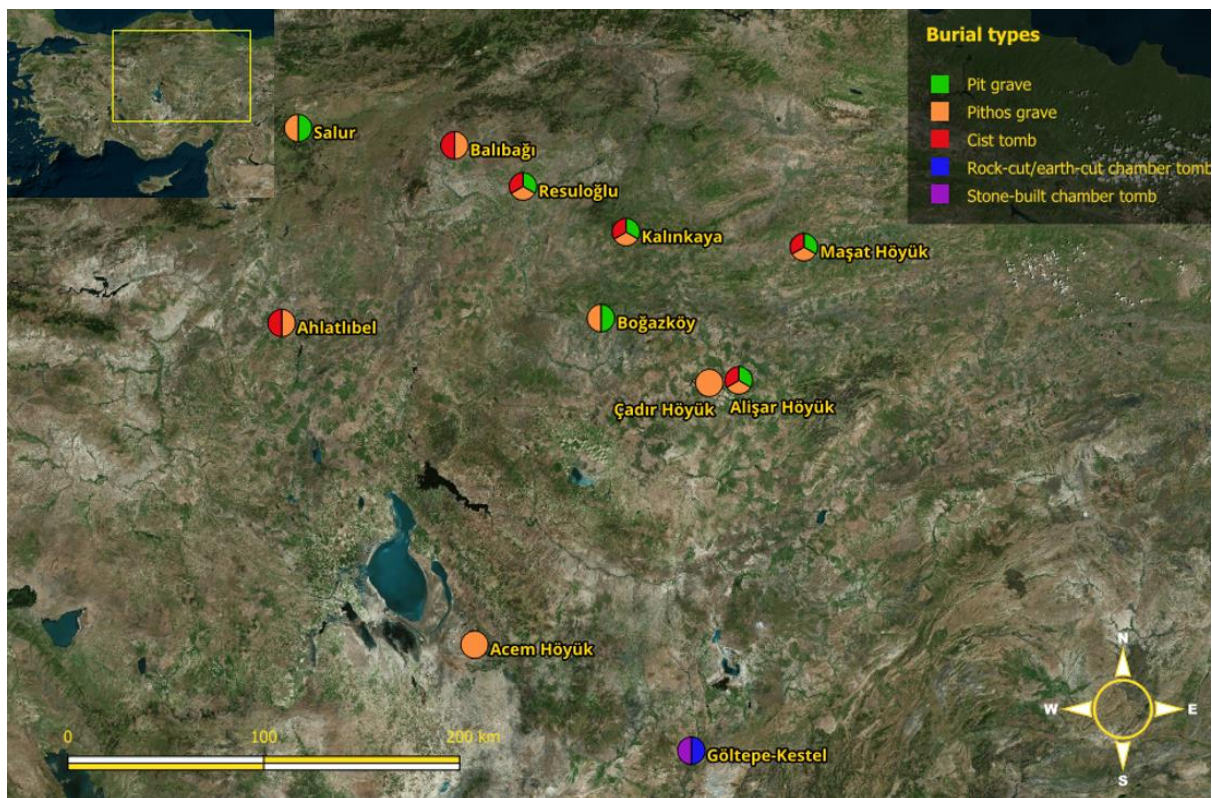 Burial types
Pit grave
Pithos grave
Cist tomb
Rock-cut/earth-cut chamber tomb
Stone-built chamber tomb
Salur
Balıbağı
Resuloğlu
Kalınkaya
Maşat Höyük
Ahlatlıbel
Boğazköy
Çadır Höyük
Alişar Höyük
Acem Höyük
Göltepe-Kestel
0 100 200 km
N
W E
S